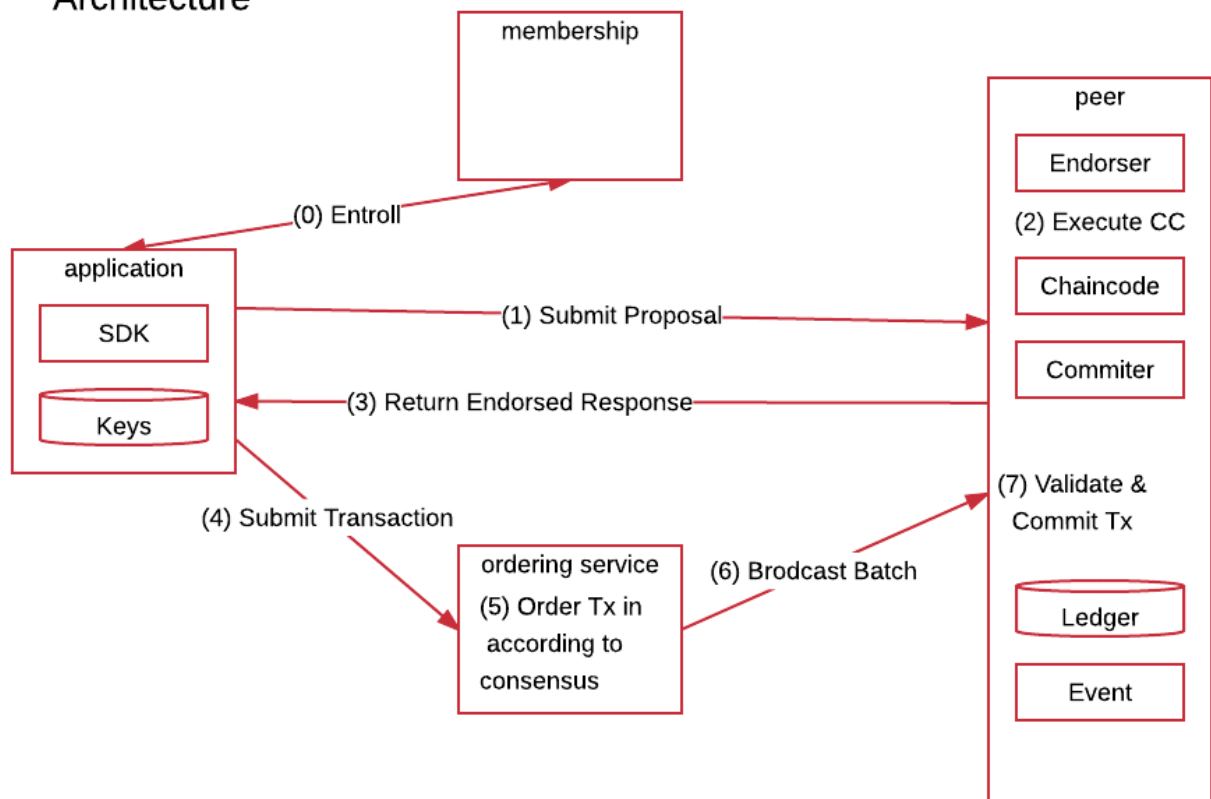 Architecture
membership
peer
Endorser
(2) Execute CC
Chaincode
Commiter
(0) Entroll
application
SDK
Keys
(1) Submit Proposal
(3) Return Endorsed Response
(4) Submit Transaction
ordering service
(5) Order Tx in
according to
consensus
(6) Brodcast Batch
(7) Validate &
Commit Tx
Ledger
Event